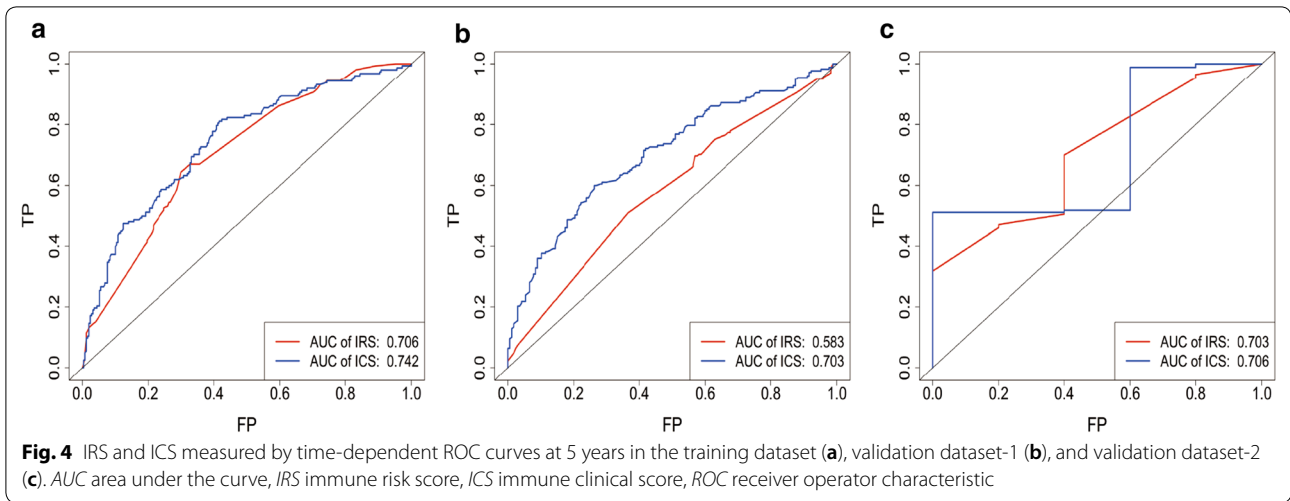 a
1.0
0.8
0.6
0.4
0.2
0.0
TP
0.0 0.2 0.4 0.6 0.8 1.0
FP
AUC of IRS: 0.706
AUC of ICS: 0.742
b
1.0
0.8
0.6
0.4
0.2
0.0
TP
0.0 0.2 0.4 0.6 0.8 1.0
FP
AUC of IRS: 0.583
AUC of ICS: 0.703
c
1.0
0.8
0.6
0.4
0.2
0.0
TP
0.0 0.2 0.4 0.6 0.8 1.0
FP
AUC of IRS: 0.703
AUC of ICS: 0.706
Fig. 4 IRS and ICS measured by time-dependent ROC curves at 5 years in the training dataset (a), validation dataset-1 (b), and validation dataset-2
(c). AUC area under the curve, IRS immune risk score, ICS immune clinical score, ROC receiver operator characteristic